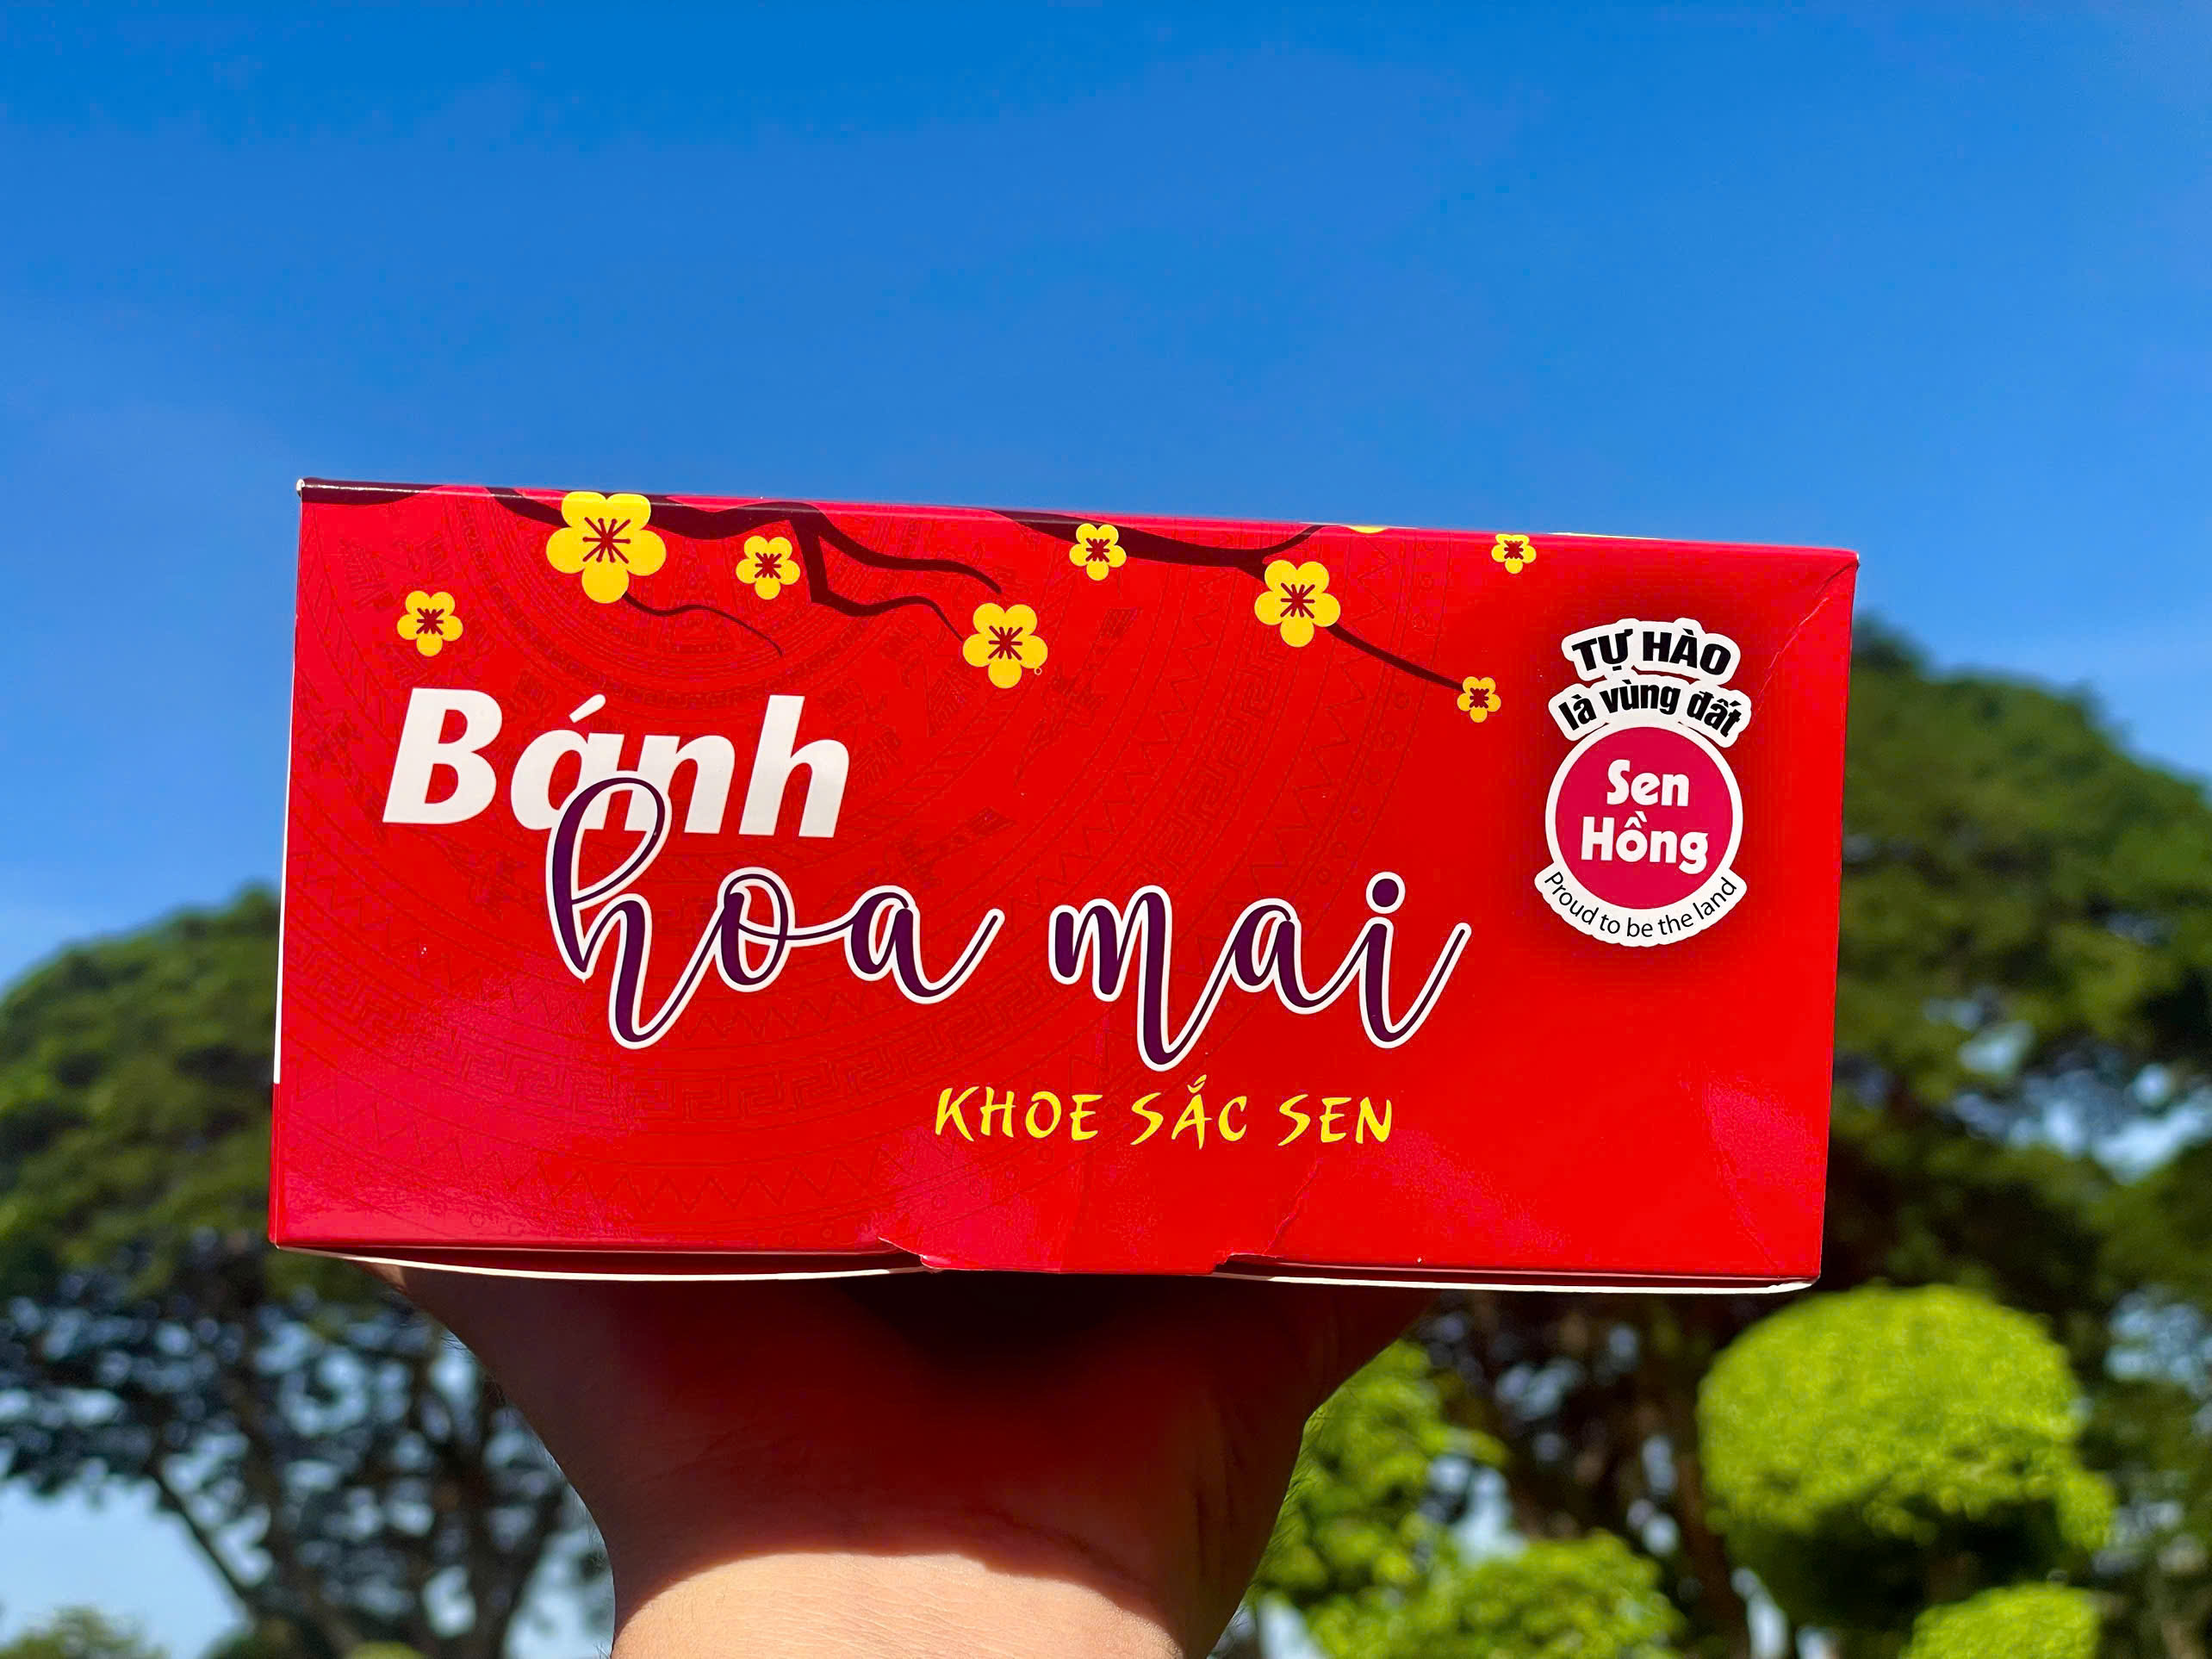 Bánh
hoa mai
KHOE SẮC SEN
TỰ HÀO
là vùng đất
Sen
Hồng
Proud to be the land